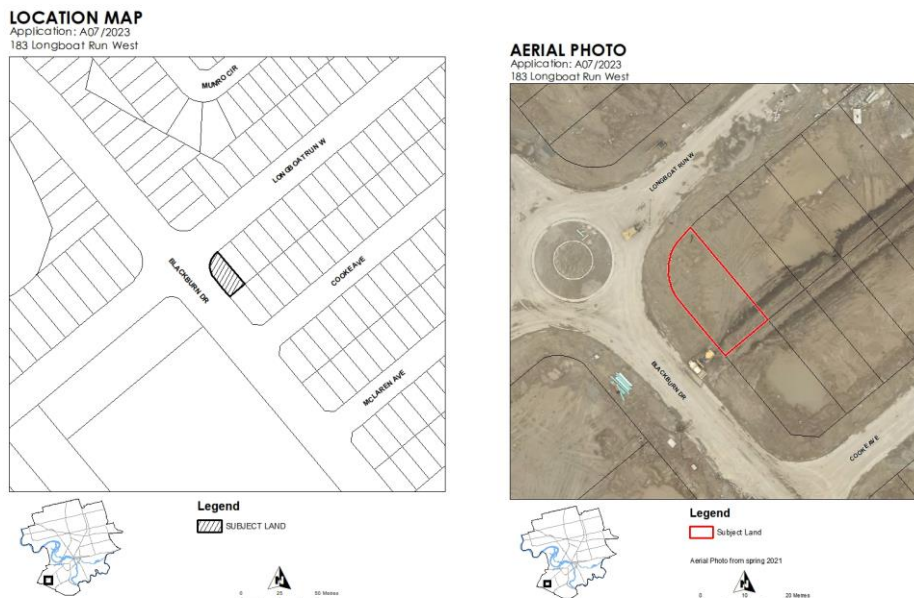 LOCATION MAP
Application: A07/2023
183 Longboat Run West
MUNRO CIR
LONGBOAT RUN W
COOKE AVE
BLACKBURN DR
MCLAREN AVE
Legend
SUBJECT LAND
N
0 25 50 Metres
AERIAL PHOTO
Application: A07/2023
183 Longboat Run West
LONGBOAT RUN W
BLACKBURN DR
COOKE AVE
Legend
Subject Land
Aerial Photo from spring 2021
N
0 10 20 Metres